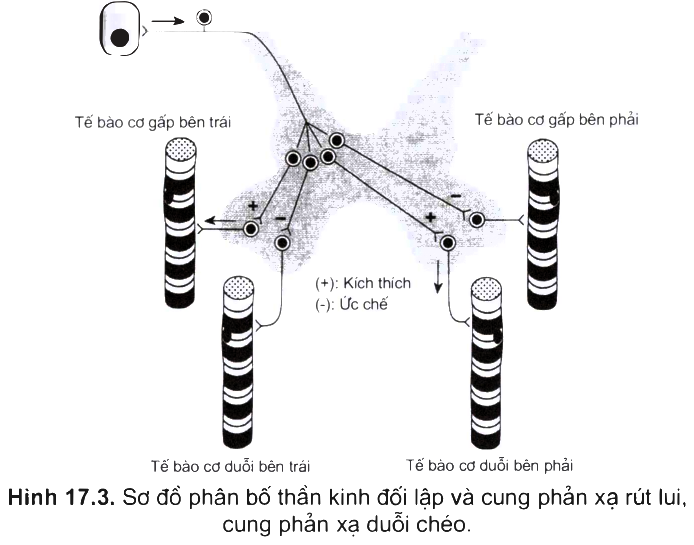 Tế bào cơ gấp bên trái
Tế bào cơ gấp bên phải
+
−
+
−
(+): Kích thích
(-): Ức chế
Tế bào cơ duỗi bên trái
Tế bào cơ duỗi bên phải
Hình 17.3. Sơ đồ phân bố thần kinh đối lập và cung phản xạ rút lui,
cung phản xạ duỗi chéo.